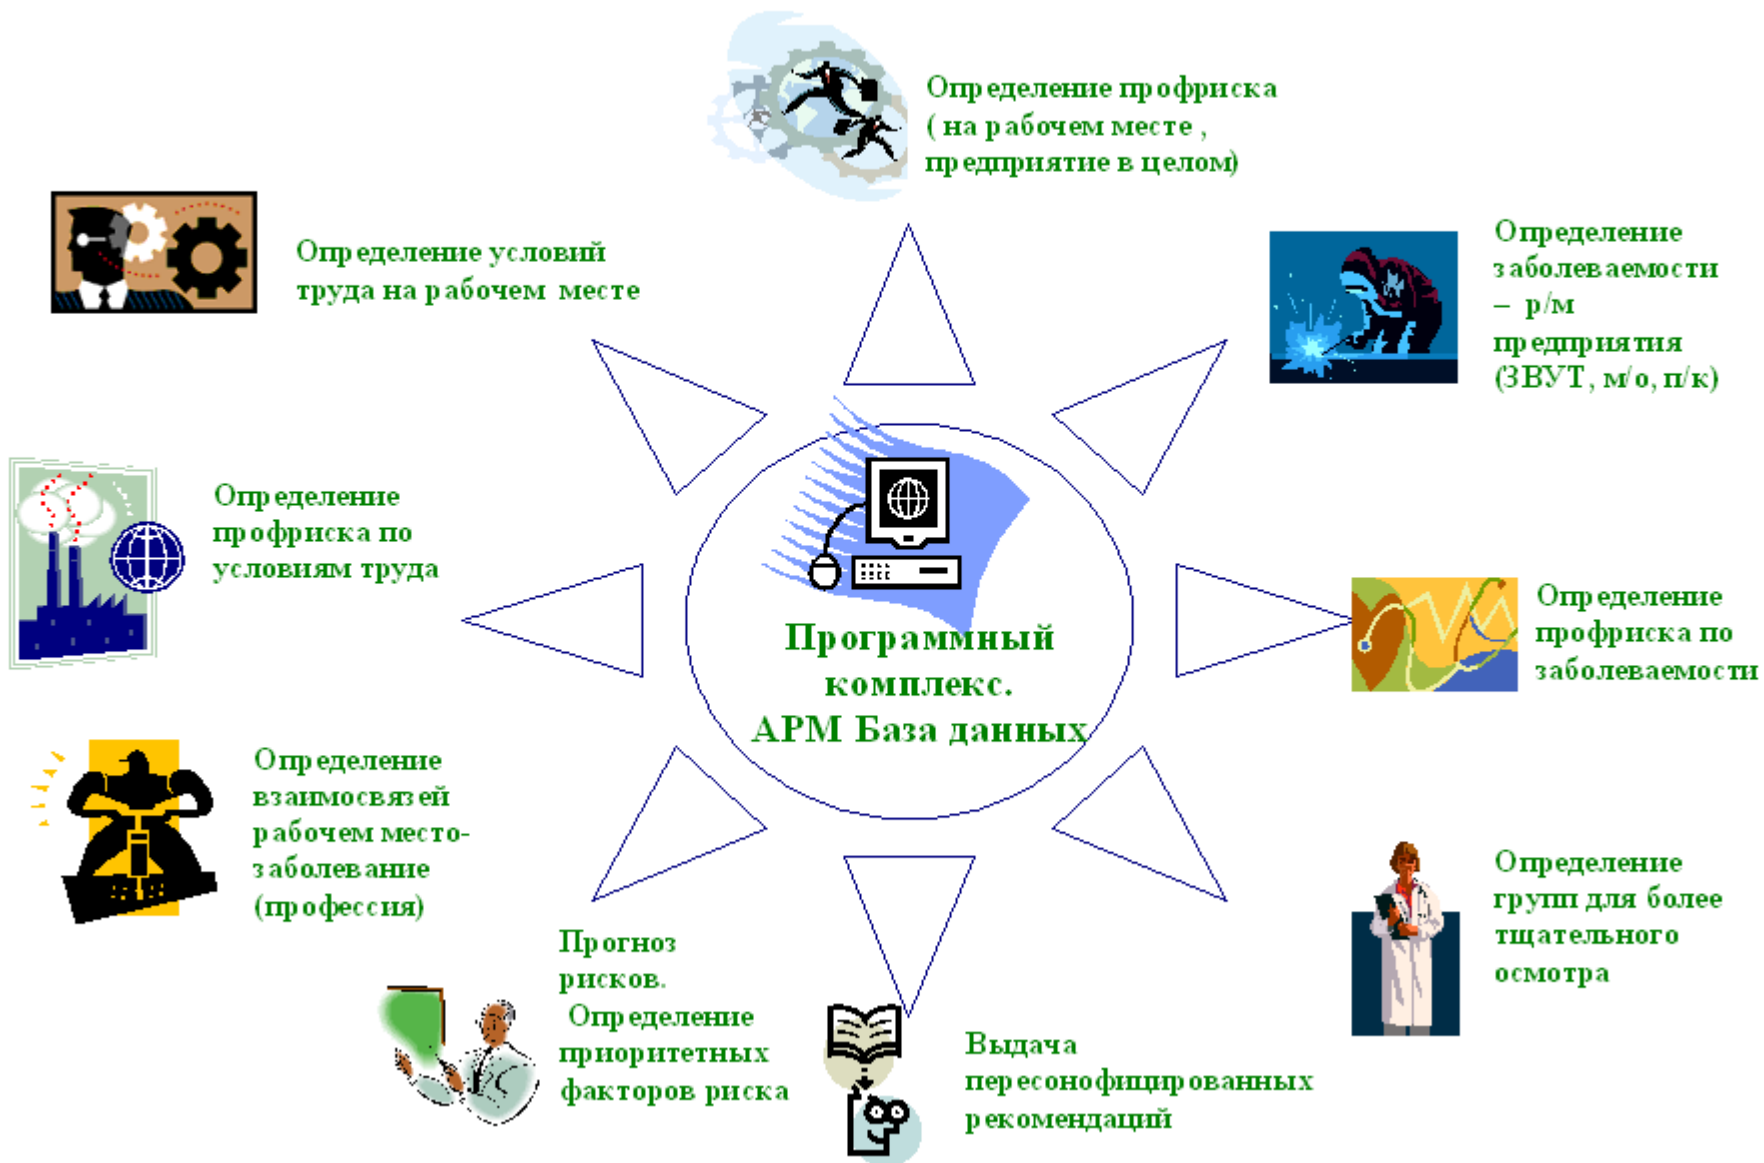 Определение профриска
( на рабочем месте ,
предприятие в целом)
Определение условий
труда на рабочем место
Определение
заболеваемости
– р/м
предприятия
(ЗВУТ, м/о, п/к)
Определение
профриска по
условиям труда
Определение
профриска по
заболеваемости
Программный
комплекс.
АРМ База данных
Определение
взаимосвязей
рабочем место-
заболевание
(профессия)
Определение
групп для более
тщательного
осмотра
Прогноз
рисков.
Определение
приоритетных
факторов риска
Выдача
пересонофицированных
рекомендаций